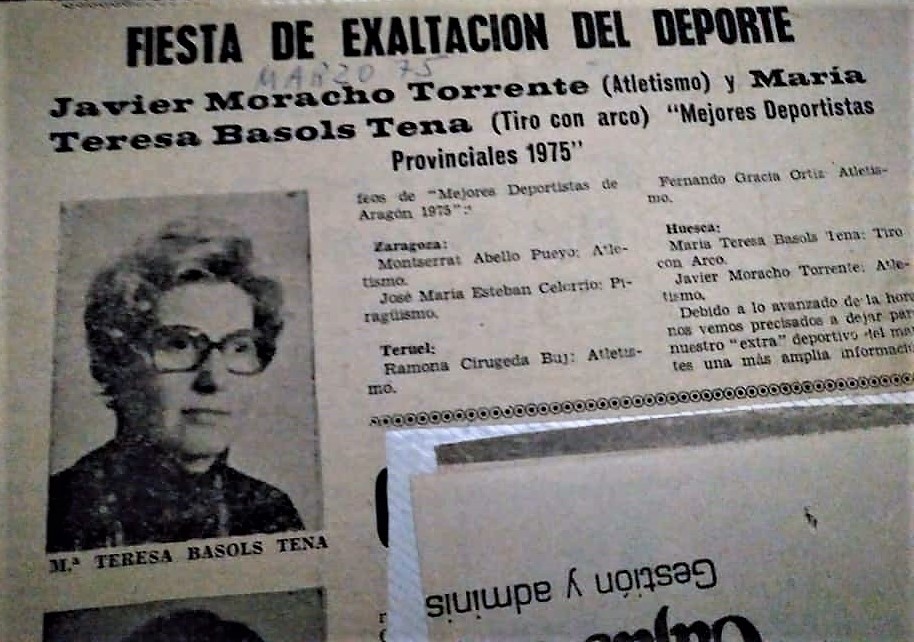 FIESTA DE EXALTACION DEL DEPORTE
MARZO 75
Javier Moracho Torrente (Atletismo) y María
Teresa Basols Tena (Tiro con arco) "Mejores Deportistas
Provinciales 1975"
feos de "Mejores Deportistas de
Aragón 1975":
Zaragoza:
Montserrat Abello Pueyo: Atle-
tismo.
José María Esteban Celorrio: Pi-
ragüismo.
Teruel:
Ramona Cirugeda Buj: Atletis-
mo.
Fernando Gracia Ortiz Atletis-
mo.
Huesca:
María Teresa Basols Tena: Tiro
con Arco.
Javier Moracho Torrente: Atle-
tismo.
Debido a lo avanzado de la hora
nos vemos precisados a dejar par
nuestro "extra" deportivo del mar
tes una más amplia informació
M.ª TERESA BASOLS TENA
Gestión y adminis